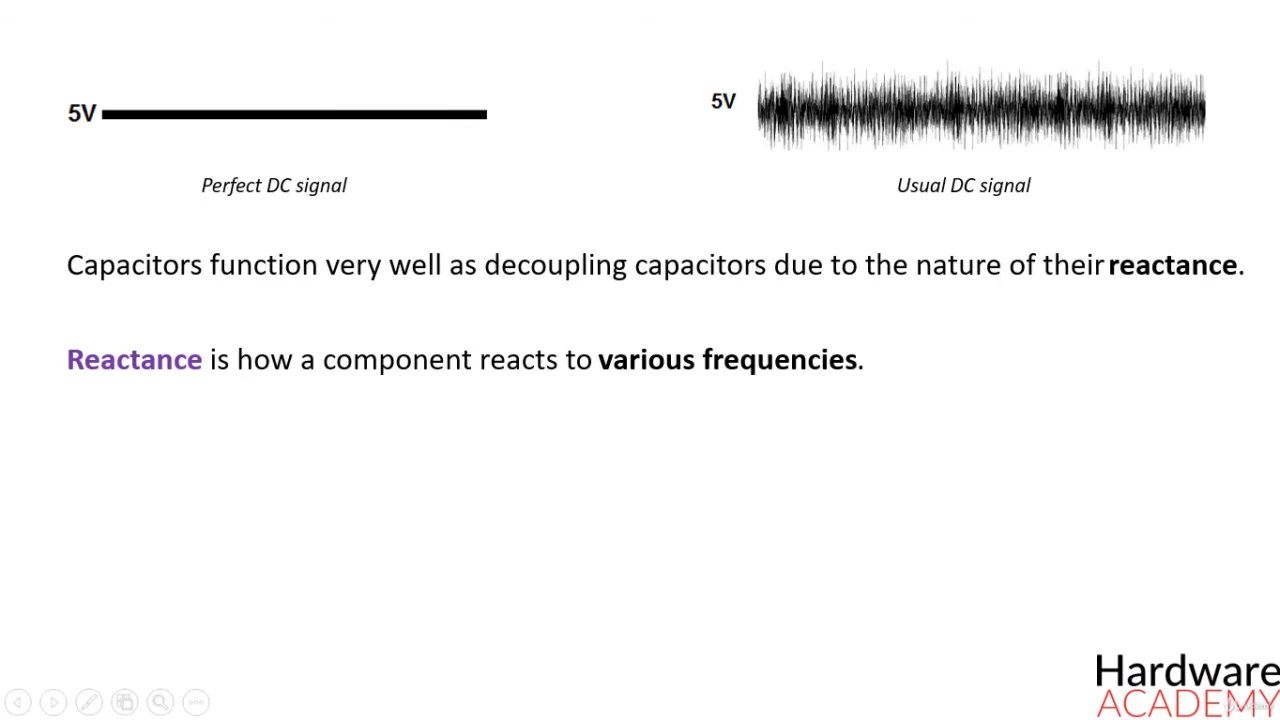 5V
5V
Perfect DC signal
Usual DC signal
Capacitors function very well as decoupling capacitors due to the nature of their reactance.
Reactance is how a component reacts to various frequencies.
Hardware
ACADEMY